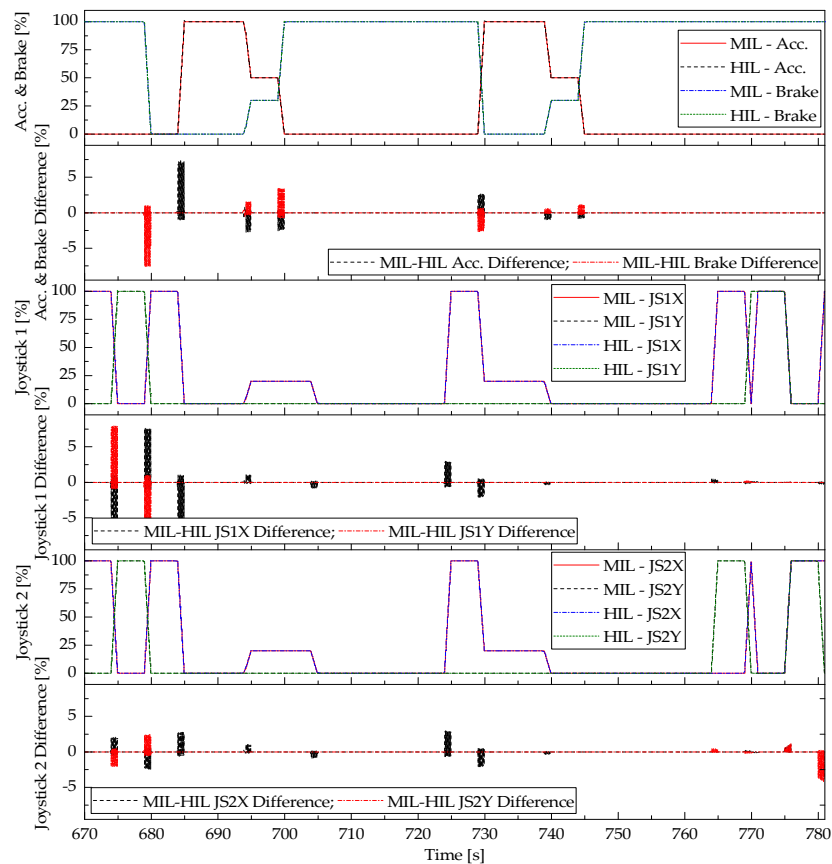 Acc. & Brake [%]
100
75
50
25
0
MIL - Acc.
HIL - Acc.
MIL - Brake
HIL - Brake
Acc. & Brake Difference [%]
5
0
-5
MIL-HIL Acc. Difference; MIL-HIL Brake Difference
Joystick 1 [%]
100
75
50
25
0
MIL - JS1X
MIL - JS1Y
HIL - JS1X
HIL - JS1Y
Joystick 1 Difference [%]
5
0
-5
MIL-HIL JS1X Difference; MIL-HIL JS1Y Difference
Joystick 2 [%]
100
75
50
25
0
MIL - JS2X
MIL - JS2Y
HIL - JS2X
HIL - JS2Y
Joystick 2 Difference [%]
5
0
-5
MIL-HIL JS2X Difference; MIL-HIL JS2Y Difference
670 680 690 700 710 720 730 740 750 760 770 780
Time [s]